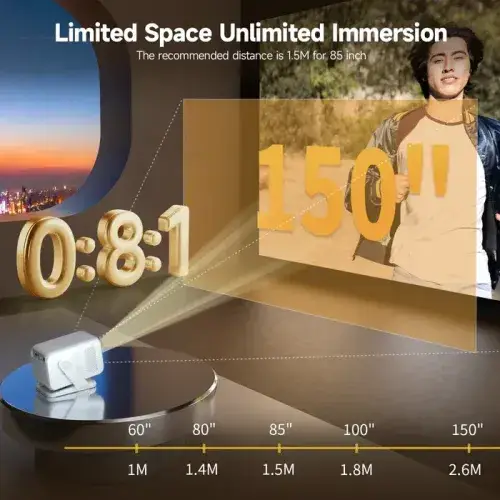 Limited Space Unlimited Immersion
The recommended distance is 1.5M for 85 inch
150"
0:8:1
60" 80" 85" 100" 150"
1M 1.4M 1.5M 1.8M 2.6M